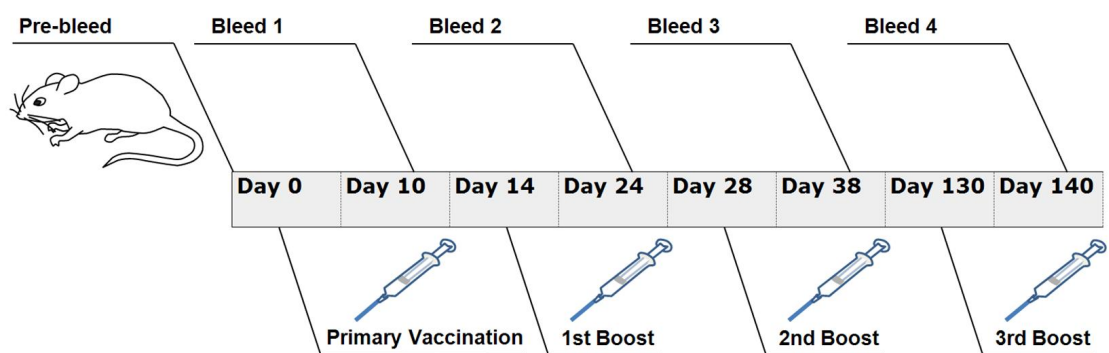 Pre-bleed Bleed 1 Bleed 2 Bleed 3 Bleed 4
Day 0 Day 10 Day 14 Day 24 Day 28 Day 38 Day 130 Day 140
Primary Vaccination 1st Boost 2nd Boost 3rd Boost